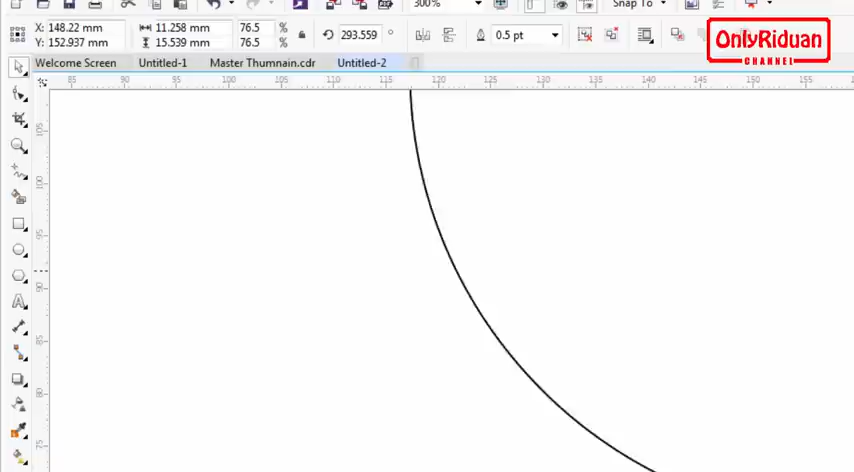 300%
Snap To
X: 148.22 mm 11.258 mm 76.5 %
Y: 152.937 mm 15.539 mm 76.5 %
293.559 °
0.5 pt
OnlyRiduan
CHANNEL
Welcome Screen Untitled-1 Master Thumnain.cdr Untitled-2
85 90 95 100 105 110 115 120 125 130 135 140 145 150 155
105
100
95
90
85
80
75